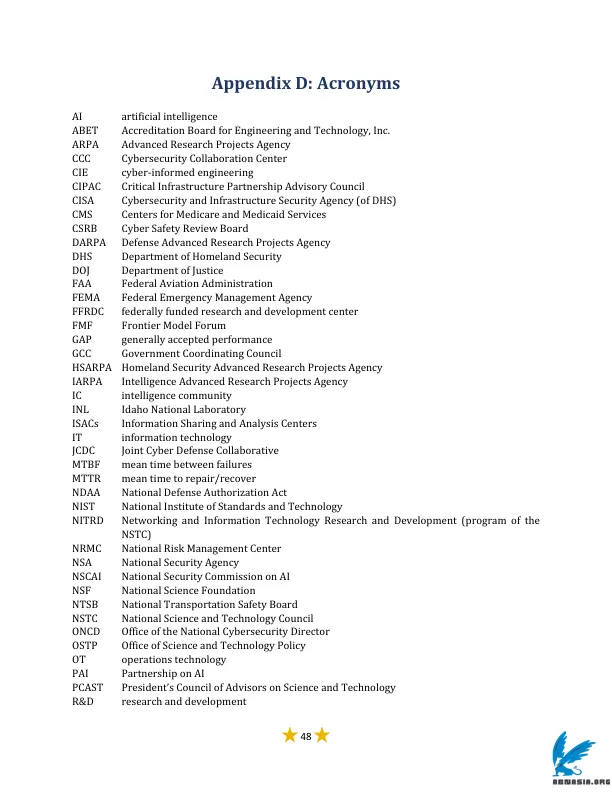 Appendix D: Acronyms
AI artificial intelligence
ABET Accreditation Board for Engineering and Technology, Inc.
ARPA Advanced Research Projects Agency
CCC Cybersecurity Collaboration Center
CIE cyber-informed engineering
CIPAC Critical Infrastructure Partnership Advisory Council
CISA Cybersecurity and Infrastructure Security Agency (of DHS)
CMS Centers for Medicare and Medicaid Services
CSRB Cyber Safety Review Board
DARPA Defense Advanced Research Projects Agency
DHS Department of Homeland Security
DOJ Department of Justice
FAA Federal Aviation Administration
FEMA Federal Emergency Management Agency
FFRDC federally funded research and development center
FMF Frontier Model Forum
GAP generally accepted performance
GCC Government Coordinating Council
HSARPA Homeland Security Advanced Research Projects Agency
IARPA Intelligence Advanced Research Projects Agency
IC intelligence community
INL Idaho National Laboratory
ISACs Information Sharing and Analysis Centers
IT information technology
JCDC Joint Cyber Defense Collaborative
MTBF mean time between failures
MTTR mean time to repair/recover
NDAA National Defense Authorization Act
NIST National Institute of Standards and Technology
NITRD Networking and Information Technology Research and Development (program of the
NSTC)
NRMC National Risk Management Center
NSA National Security Agency
NSCAI National Security Commission on AI
NSF National Science Foundation
NTSB National Transportation Safety Board
NSTC National Science and Technology Council
ONCD Office of the National Cybersecurity Director
OSTP Office of Science and Technology Policy
OT operations technology
PAI Partnership on AI
PCAST President's Council of Advisors on Science and Technology
R&D research and development
48
ABNASIA.ORG